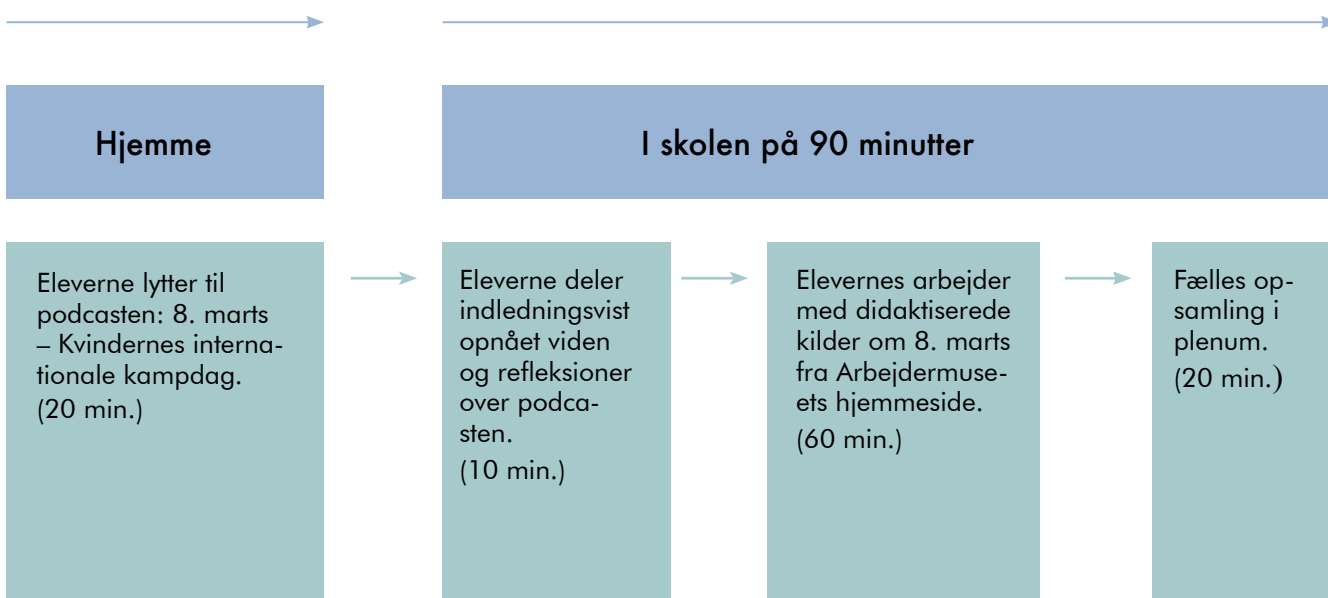 Hjemme
I skolen på 90 minutter
Eleverne lytter til
podcasten: 8. marts
– Kvindernes interna-
tionale kampdag.
(20 min.)
Eleverne deler
indledningsvist
opnået viden
og refleksioner
over podca-
sten.
(10 min.)
Elevernes arbejder
med didaktiserede
kilder om 8. marts
fra Arbejdermuse-
ets hjemmeside.
(60 min.)
Fælles op-
samling i
plenum.
(20 min.)